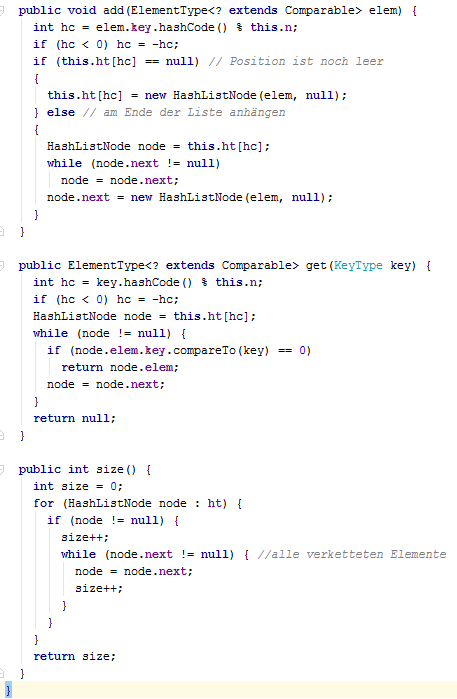 public void add(ElementType<? extends Comparable> elem) {
int hc = elem.key.hashCode() % this.n;
if (hc < 0) hc = -hc;
if (this.ht[hc] == null) // Position ist noch leer
{
this.ht[hc] = new HashListNode(elem, null);
} else // am Ende der Liste anhängen
{
HashListNode node = this.ht[hc];
while (node.next != null)
node = node.next;
node.next = new HashListNode(elem, null);
}
}
public ElementType<? extends Comparable> get(KeyType key) {
int hc = key.hashCode() % this.n;
if (hc < 0) hc = -hc;
HashListNode node = this.ht[hc];
while (node != null) {
if (node.elem.key.compareTo(key) == 0)
return node.elem;
node = node.next;
}
return null;
}
public int size() {
int size = 0;
for (HashListNode node : ht) {
if (node != null) {
size++;
while (node.next != null) { //alle verketteten Elemente
node = node.next;
size++;
}
}
}
return size;
}
}